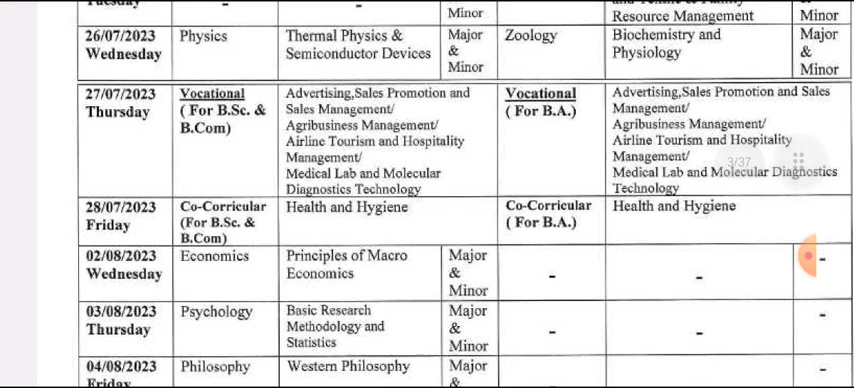 Tuesday
-
-
Minor
Resource Management
Minor
26/07/2023
Wednesday
Physics
Thermal Physics &
Semiconductor Devices
Major
&
Minor
Zoology
Biochemistry and
Physiology
Major
&
Minor
27/07/2023
Thursday
Vocational
( For B.Sc. &
B.Com)
Advertising,Sales Promotion and
Sales Management/
Agribusiness Management/
Airline Tourism and Hospitality
Management/
Medical Lab and Molecular
Diagnostics Technology
Vocational
( For B.A.)
Advertising,Sales Promotion and Sales
Management/
Agribusiness Management/
Airline Tourism and Hospitality
Management/
Medical Lab and Molecular Diagnostics
Technology
3/37
28/07/2023
Friday
Co-Corricular
(For B.Sc. &
B.Com)
Health and Hygiene
Co-Corricular
( For B.A.)
Health and Hygiene
02/08/2023
Wednesday
Economics
Principles of Macro
Economics
Major
&
Minor
-
-
-
03/08/2023
Thursday
Psychology
Basic Research
Methodology and
Statistics
Major
&
Minor
-
-
-
04/08/2023
Friday
Philosophy
Western Philosophy
Major
&
-